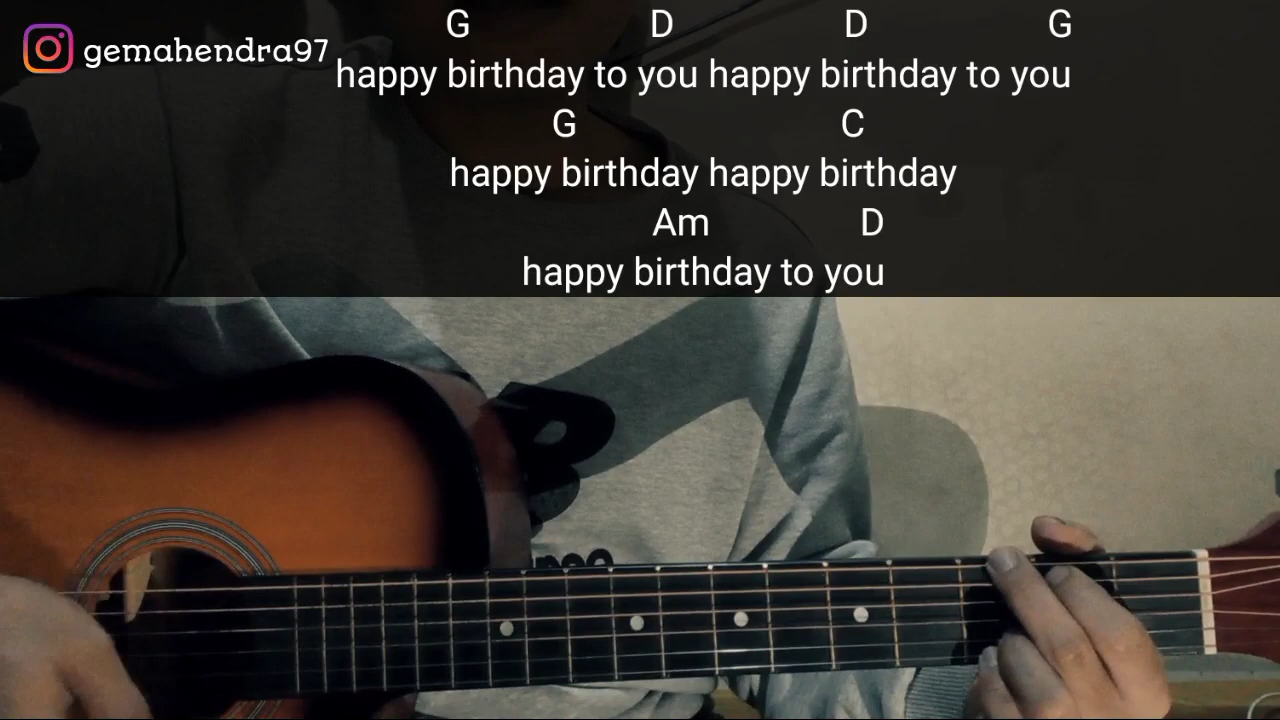 gemahendra97
G D D G
happy birthday to you happy birthday to you
G C
happy birthday happy birthday
Am D
happy birthday to you